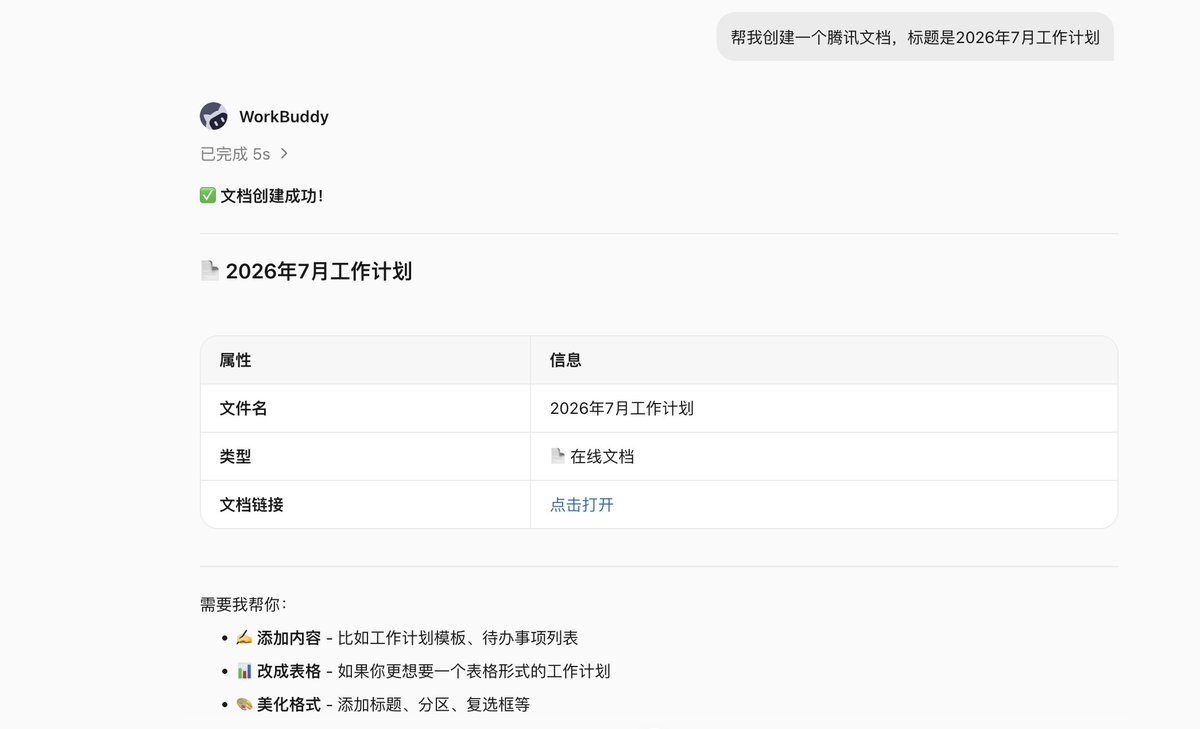 帮我创建一个腾讯文档，标题是2026年7月工作计划
WorkBuddy
已完成 5s >
✅ 文档创建成功！
📄 2026年7月工作计划
属性 信息
文件名 2026年7月工作计划
类型 📄 在线文档
文档链接 点击打开
需要我帮你：
• ✍️ 添加内容 - 比如工作计划模板、待办事项列表
• 📊 改成表格 - 如果你更想要一个表格形式的工作计划
• 🎨 美化格式 - 添加标题、分区、复选框等